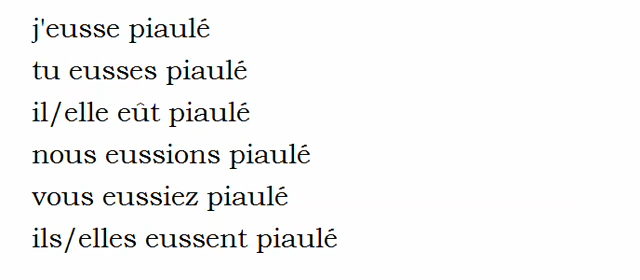 j'eusse piaulé
tu eusses piaulé
il/elle eût piaulé
nous eussions piaulé
vous eussiez piaulé
ils/elles eussent piaulé